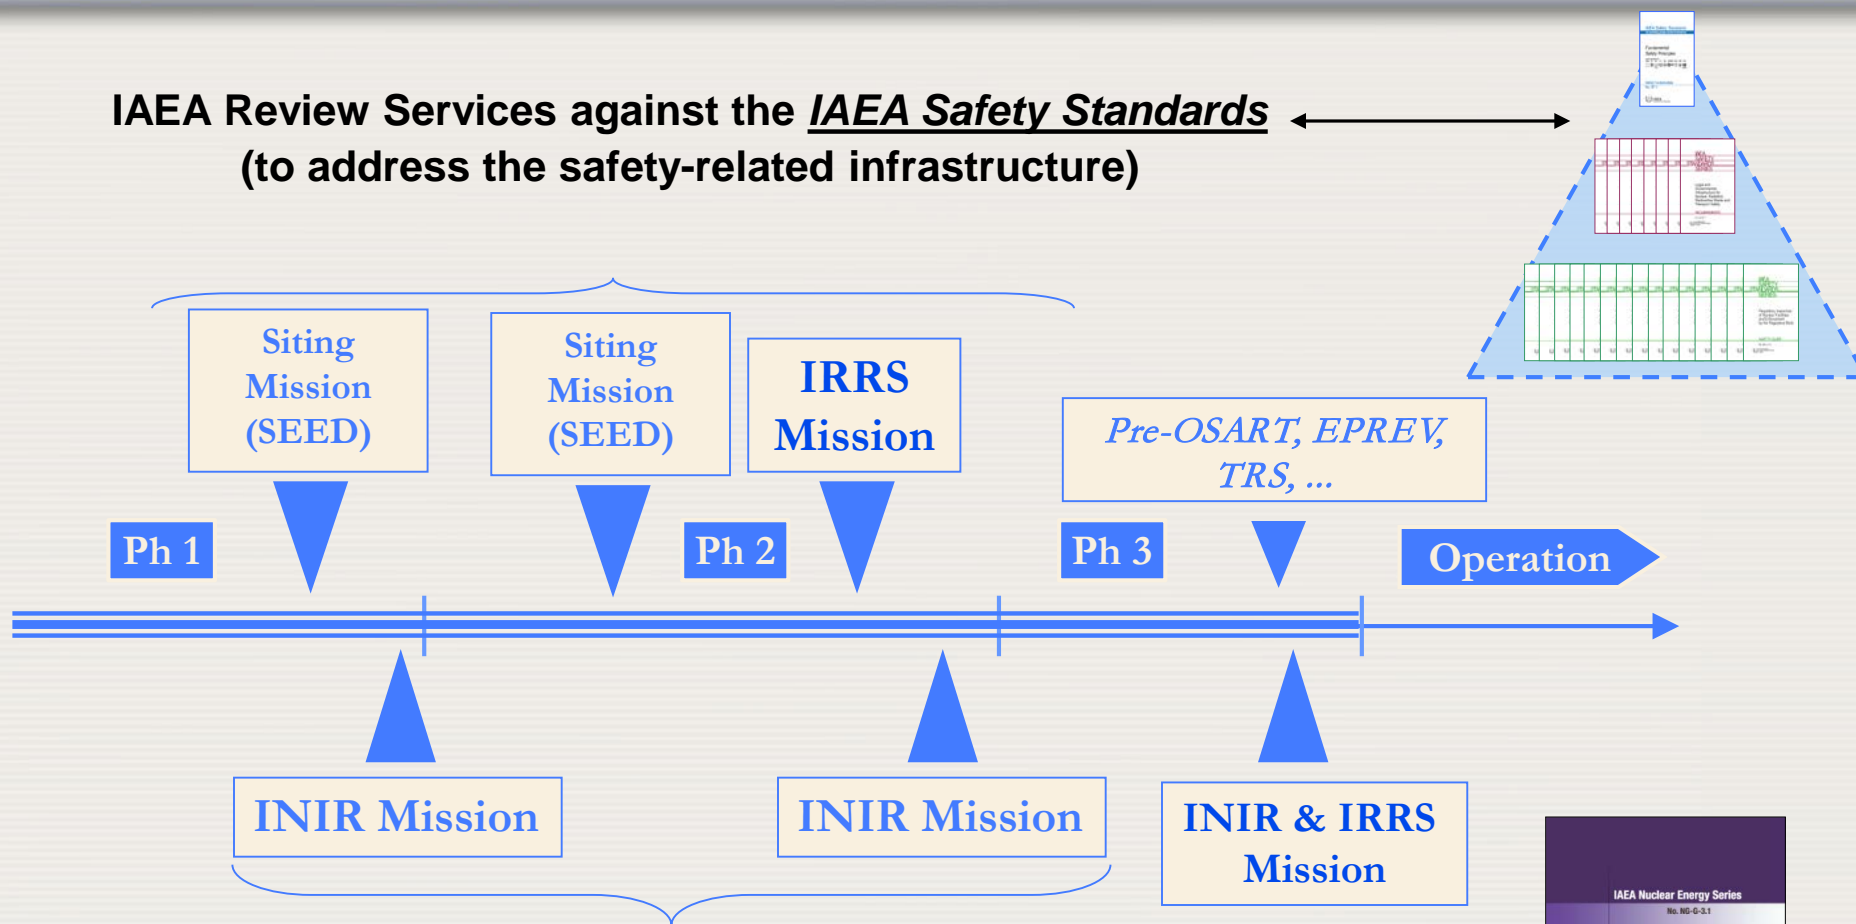 IAEA Review Services against the IAEA Safety Standards
(to address the safety-related infrastructure)
Siting
Mission
(SEED)
Siting
Mission
(SEED)
IRRS
Mission
Pre-OSART, EPREV,
TRS, ...
Ph 1
Ph 2
Ph 3
Operation
INIR Mission
INIR Mission
INIR & IRRS
Mission
IAEA Nuclear Energy Series
No. NG-G-3.1